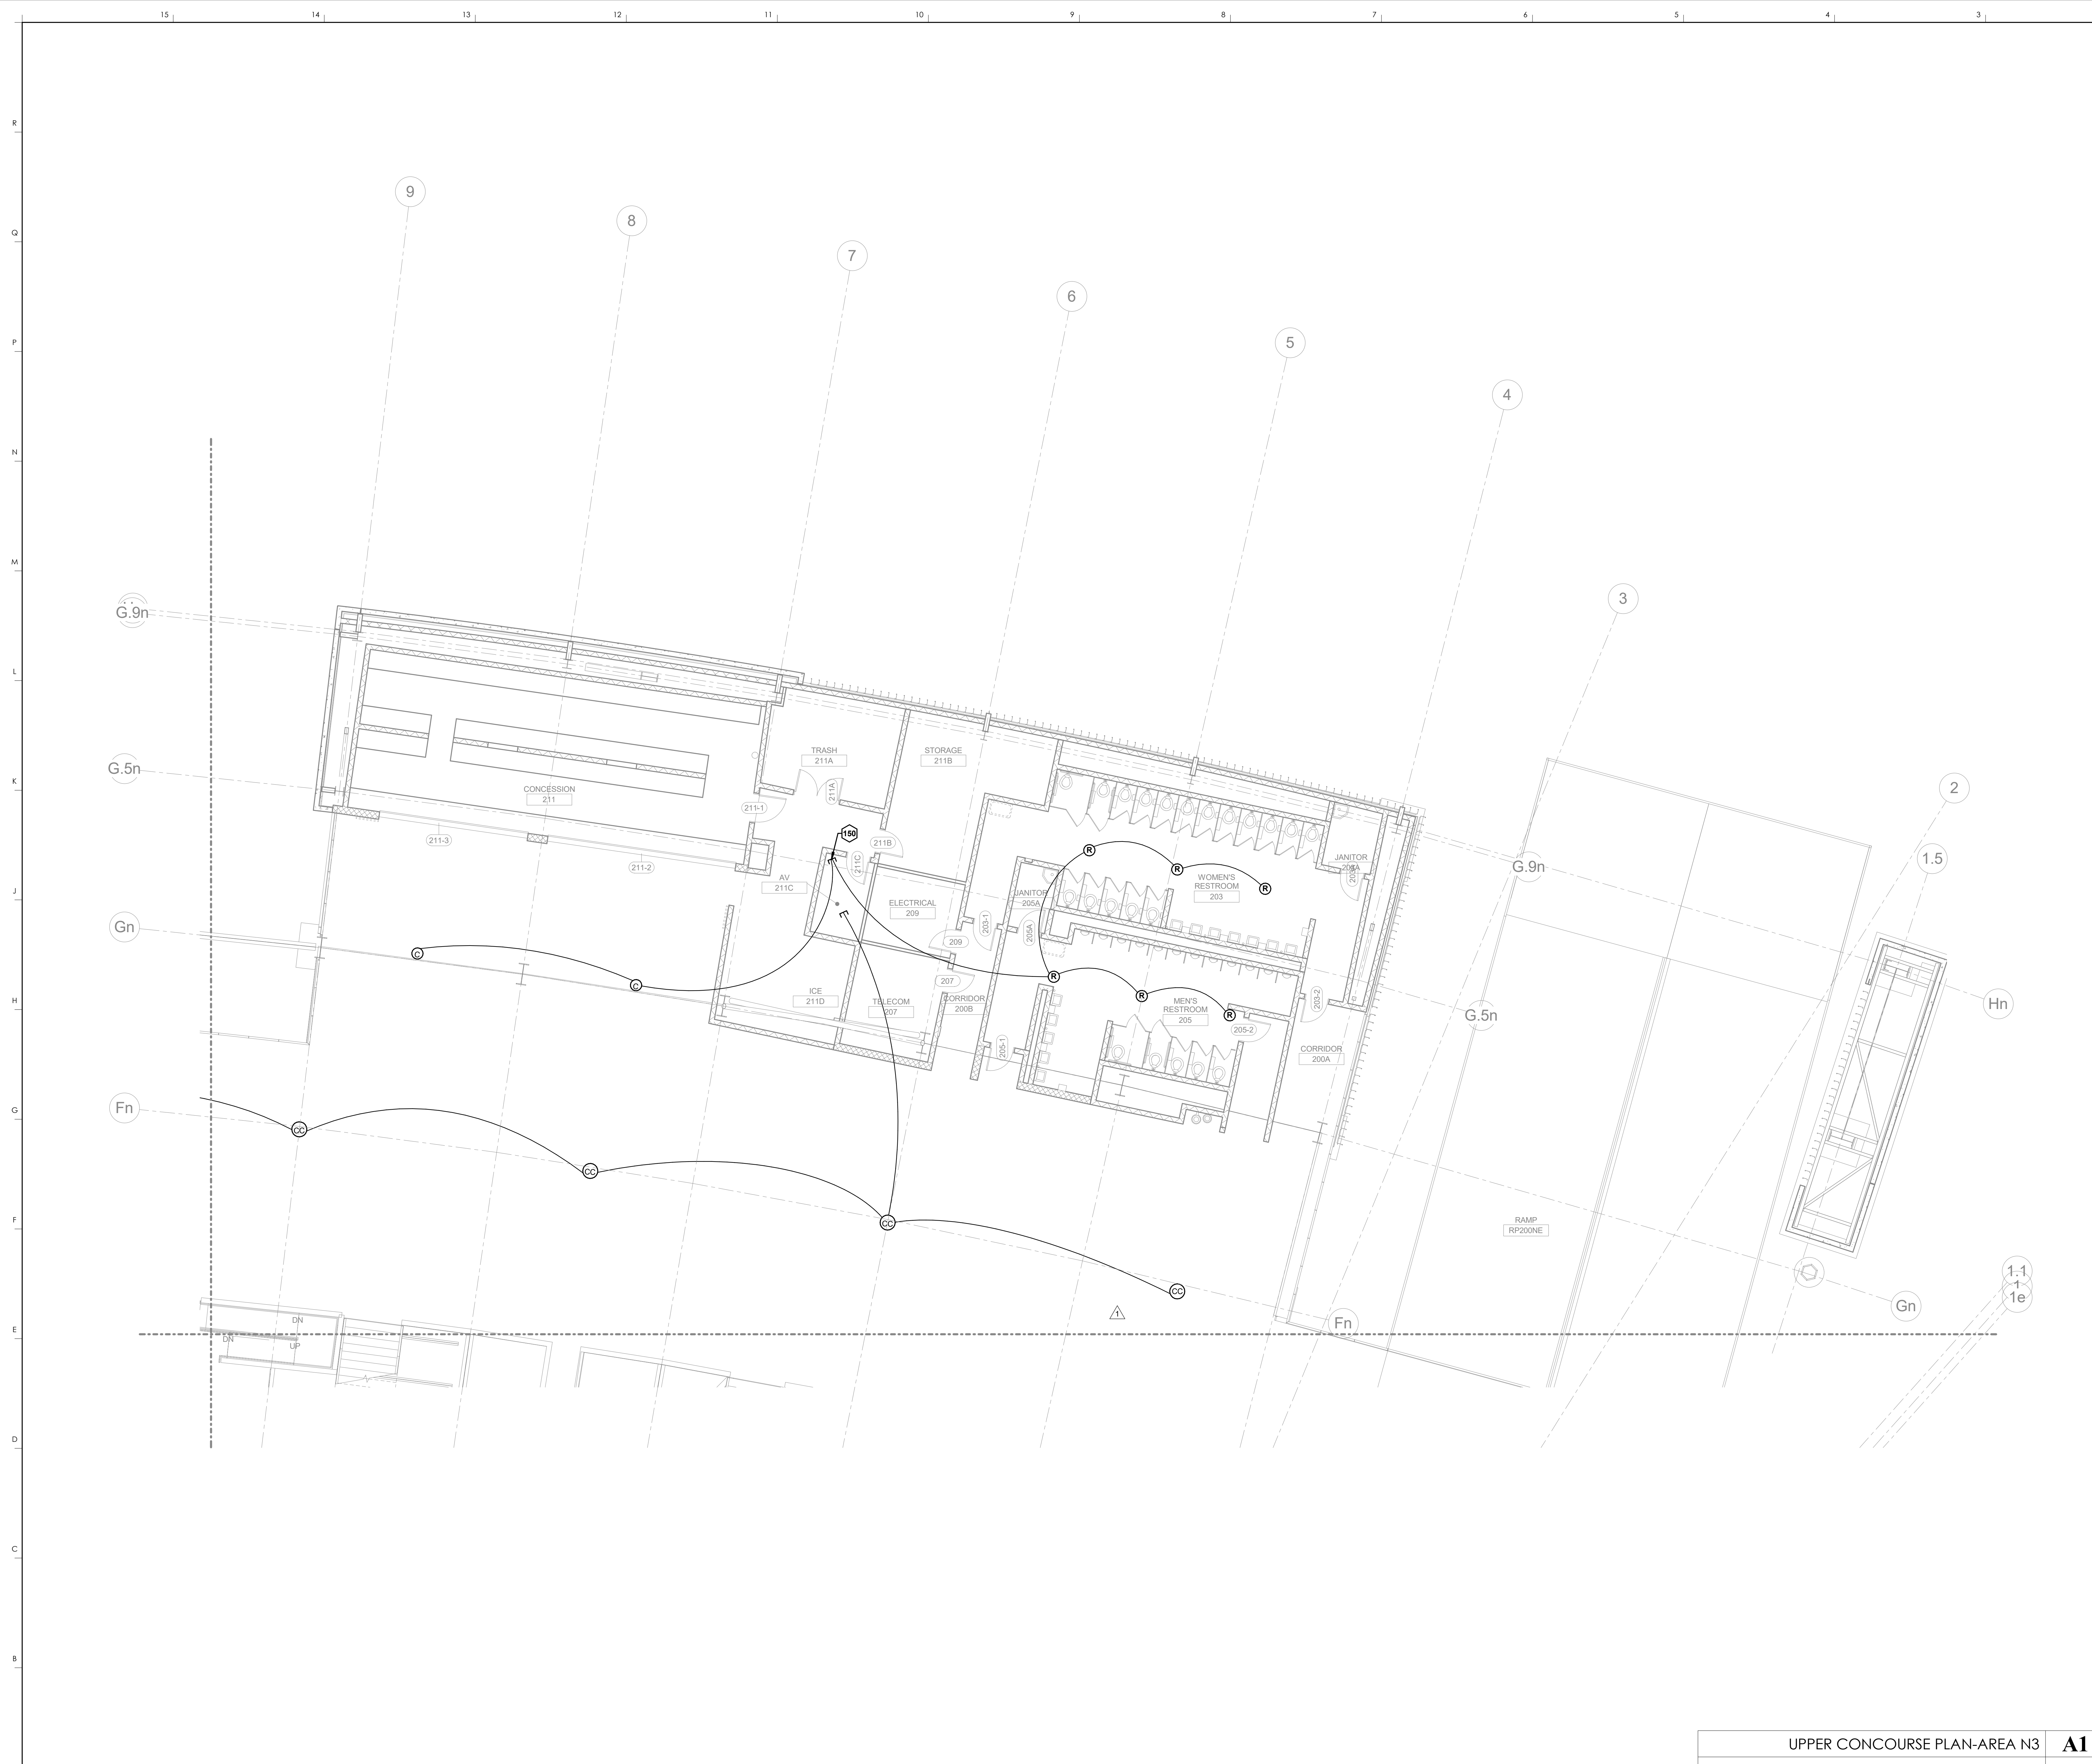 15 14 13 12 11 10 9 8 7 6 5 4 3
R
Q
9
8
7
6
P
5
4
N
M
3
G.9n
L
K
G.5n
TRASH
211A
STORAGE
211B
2
CONCESSION
211
211A
211-1
150
211-3
211B
211-2
211C
1.5
JANITOR
G.9n
J
AV
211C
R
R
R
WOMEN'S
RESTROOM
203
JANITOR
205A
ELECTRICAL
209
Gn
203-1
205A
209
C
C
207
R
R
R
H
ICE
211D
TELECOM
207
CORRIDOR
200B
MEN'S
RESTROOM
205
203-2
Hn
G.5n
205-2
205-1
CORRIDOR
200A
G
Fn
CC
CC
CC
CC
F
RAMP
RP200NE
1.1
1
1e
Gn
1
Fn
E
DN
DN
UP
D
C
B
UPPER CONCOURSE PLAN-AREA N3 A1